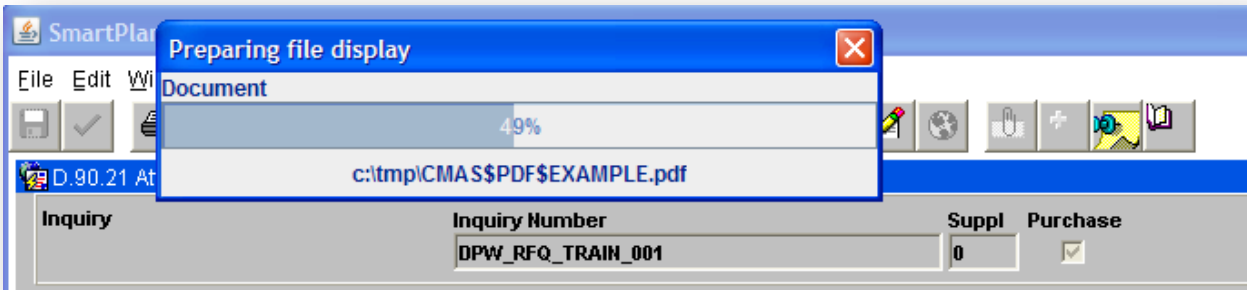 SmartPlan
Preparing file display
File Edit Wi
Document
49%
c:\tmp\CMAS$PDF$EXAMPLE.pdf
D.90.21 At
Inquiry
Inquiry Number
Suppl
Purchase
DPW_RFQ_TRAIN_001
0